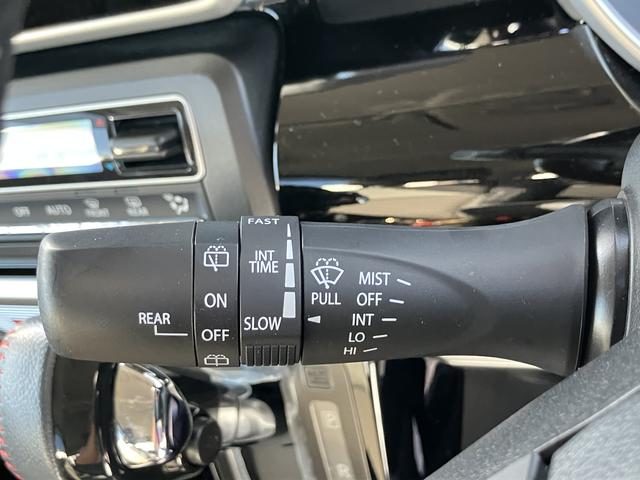 OFF AUTO FRONT REAR
FAST
INT
TIME
SLOW
ON
REAR
OFF
PULL
MIST
OFF
INT
LO
HI